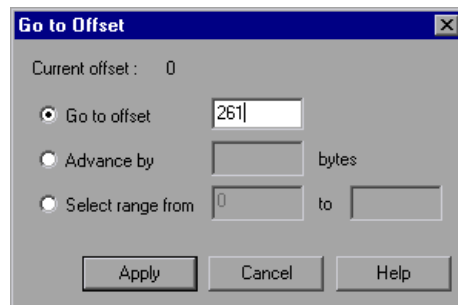 Go to Offset
Current offset : 0
Go to offset 261
Advance by bytes
Select range from 0 to
Apply Cancel Help